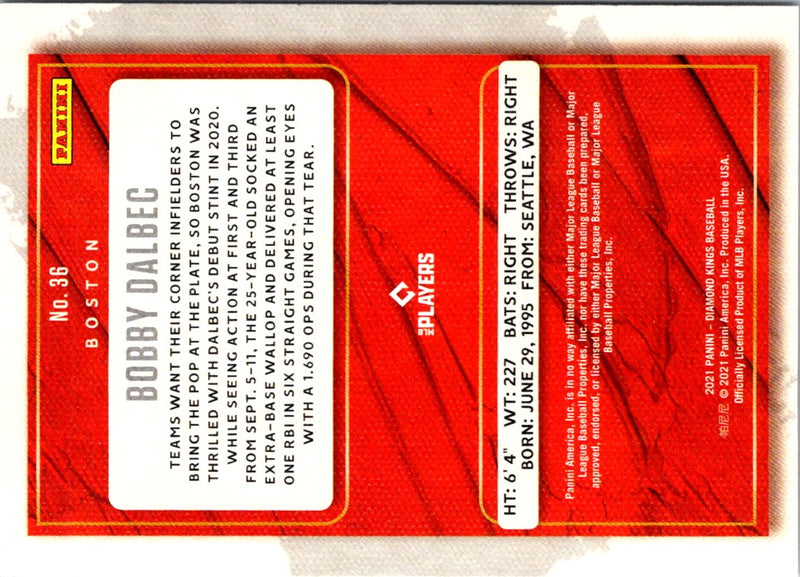 No. 36
PANINI
BOSTON
BOBBY DALBEC
TEAMS WANT THEIR CORNER INFIELDERS TO
BRING THE POP AT THE PLATE, SO BOSTON WAS
THRILLED WITH DALBEC'S DEBUT STINT IN 2020.
WHILE SEEING ACTION AT FIRST AND THIRD
FROM SEPT. 5–11, THE 25-YEAR-OLD SOCKED AN
EXTRA-BASE WALLOP AND DELIVERED AT LEAST
ONE RBI IN SIX STRAIGHT GAMES, OPENING EYES
WITH A 1.690 OPS DURING THAT TEAR.
MLB PLAYERS
HT: 6' 4" WT: 227 BATS: RIGHT THROWS: RIGHT
BORN: JUNE 29, 1995 FROM: SEATTLE, WA
Panini America, Inc. is in no way affiliated with either Major League Baseball or Major
League Baseball Properties, Inc., nor have these trading cards been prepared,
approved, endorsed, or licensed by either Major League Baseball or Major League
Baseball Properties, Inc.
2021 PANINI – DIAMOND KINGS BASEBALL
帕尼尼 © 2021 Panini America, Inc. Produced in the USA.
Officially Licensed Product of MLB Players, Inc.